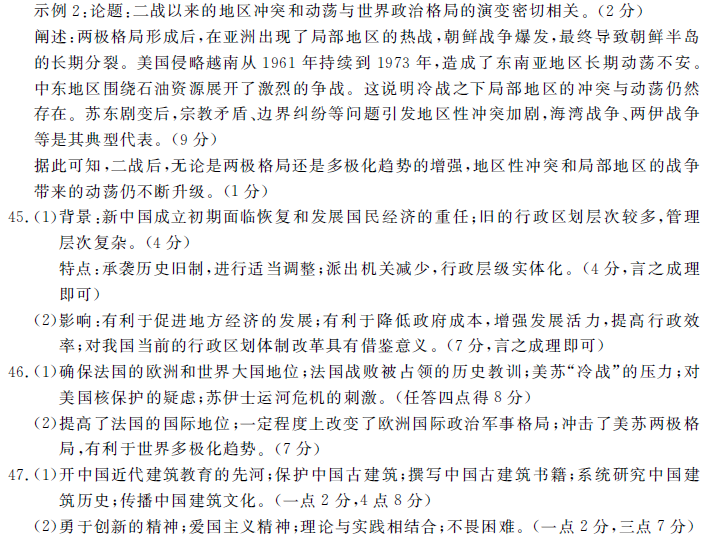 示例2:论题:二战以来的地区冲突和动荡与世界政治格局的演变密切相关。(2分)
阐述:两极格局形成后,在亚洲出现了局部地区的热战,朝鲜战争爆发,最终导致朝鲜半岛
的长期分裂。美国侵略越南从1961年持续到1973年,造成了东南亚地区长期动荡不安。
中东地区围绕石油资源展开了激烈的争战。这说明冷战之下局部地区的冲突与动荡仍然
存在。苏东剧变后,宗教矛盾、边界纠纷等问题引发地区性冲突加剧,海湾战争、两伊战争
等是其典型代表。(9分)
据此可知,二战后,无论是两极格局还是多极化趋势的增强,地区性冲突和局部地区的战争
带来的动荡仍不断升级。(1分)
45.(1)背景:新中国成立初期面临恢复和发展国民经济的重任;旧的行政区划层次较多,管理
层次复杂。(4分)
特点:承袭历史旧制,进行适当调整;派出机关减少,行政层级实体化。(4分,言之成理
即可)
(2)影响:有利于促进地方经济的发展;有利于降低政府成本,增强发展活力,提高行政效
率;对我国当前的行政区划体制改革具有借鉴意义。(7分,言之成理即可)
46.(1)确保法国的欧洲和世界大国地位;法国战败被占领的历史教训;美苏“冷战”的压力;对
美国核保护的疑虑;苏伊士运河危机的刺激。(任答四点得8分)
(2)提高了法国的国际地位;一定程度上改变了欧洲国际政治军事格局;冲击了美苏两极格
局,有利于世界多极化趋势。(7分)
47.(1)开中国近代建筑教育的先河;保护中国古建筑;撰写中国古建筑书籍;系统研究中国建
筑历史;传播中国建筑文化。(一点2分,4点8分)
(2)勇于创新的精神;爱国主义精神;理论与实践相结合;不畏困难。(一点2分,三点7分)